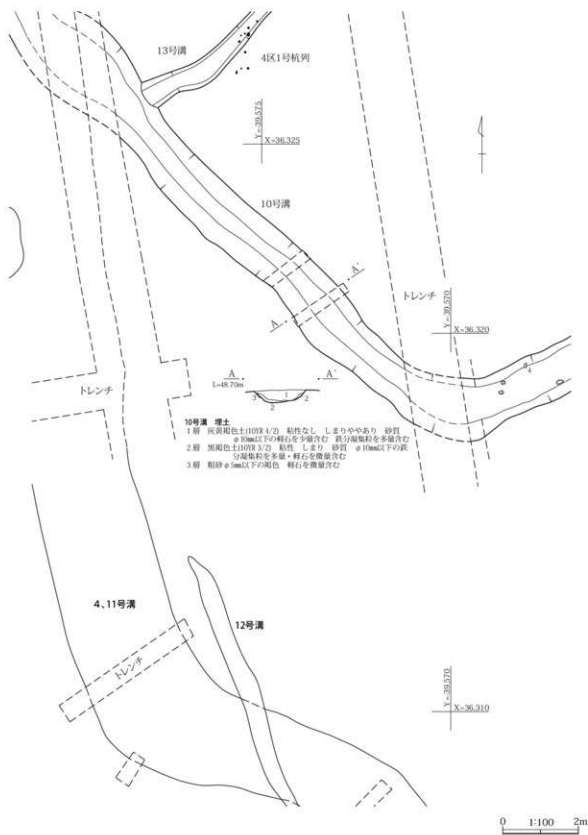 13号溝
4区1号杭列
Y=-39.575
X=36.325
10号溝
A'
A
トレンチ
Y=-39.570
X=36.320
4
トレンチ
A A'
L=48.70m
3 1 2
2
10号溝 埋土
1層 灰黄褐色土(10YR 4/2) 粘性なし しまりややあり 砂質
φ10mm以下の軽石を少量含む 鉄分凝集粒を多量含む
2層 黒褐色土(10YR 3/2) 粘性 しまり 砂質 φ10mm以下の鉄
分凝集粒を多量・軽石を微量含む
3層 粗砂φ5mm以下の褐色 軽石を微量含む
4、11号溝
12号溝
トレンチ
Y=-39.570
X=36.310
0 1:100 2m